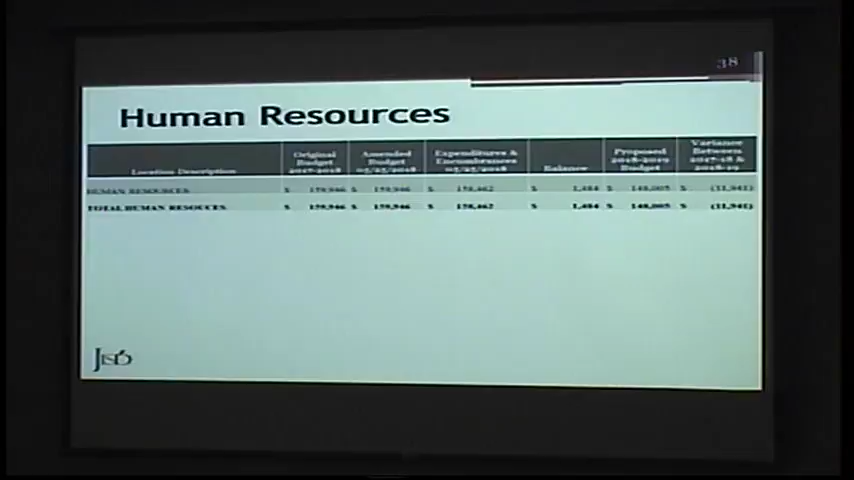 38
Human Resources
Location Description Original Budget 2017-2018 Amended Budget 05/25/2018 Expenditures & Encumbrances 05/25/2018 Balance Proposed 2018-2019 Budget Variance Between 2017-18 & 2018-19
HUMAN RESOURCES $ 159,946 $ 159,946 $ 158,462 $ 1,484 $ 148,005 $ (11,941)
TOTAL HUMAN RESOUCES $ 159,946 $ 159,946 $ 158,462 $ 1,484 $ 148,005 $ (11,941)
JISD